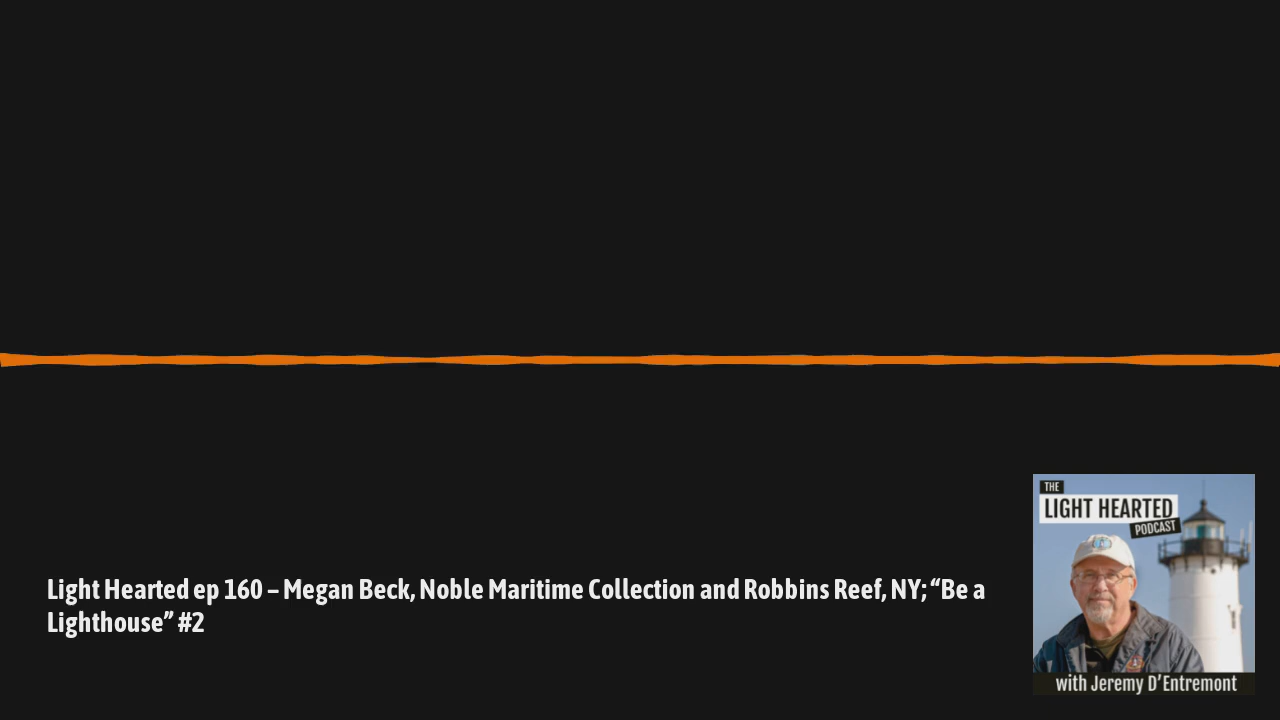 THE
LIGHT HEARTED
PODCAST
Light Hearted ep 160 – Megan Beck, Noble Maritime Collection and Robbins Reef, NY; “Be a
Lighthouse” #2
with Jeremy D’Entremont